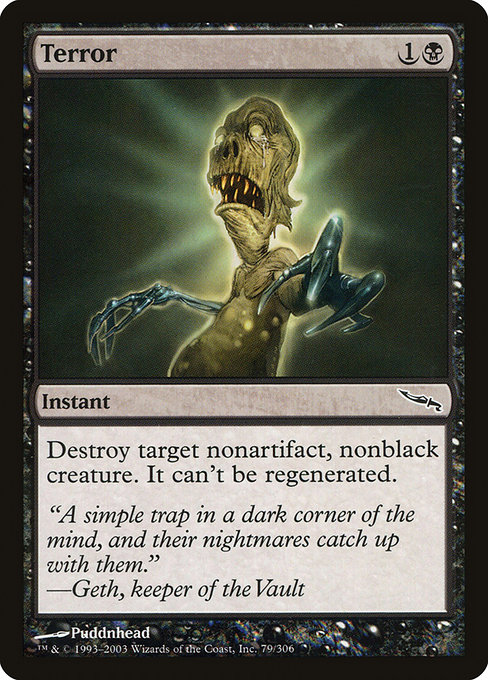 Terror 1
Instant
Destroy target nonartifact, nonblack
creature. It can't be regenerated.
“A simple trap in a dark corner of the
mind, and their nightmares catch up
with them.”
—Geth, keeper of the Vault
Puddnhead
™ & © 1993–2003 Wizards of the Coast, Inc. 79/306